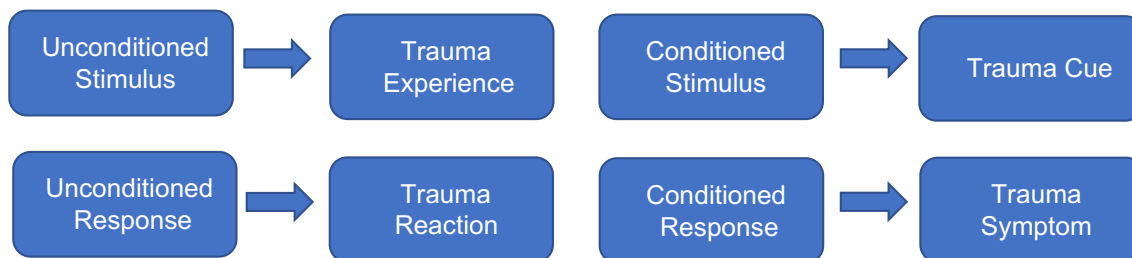 Unconditioned
Stimulus
Trauma
Experience
Conditioned
Stimulus
Trauma Cue
Unconditioned
Response
Trauma
Reaction
Conditioned
Response
Trauma
Symptom